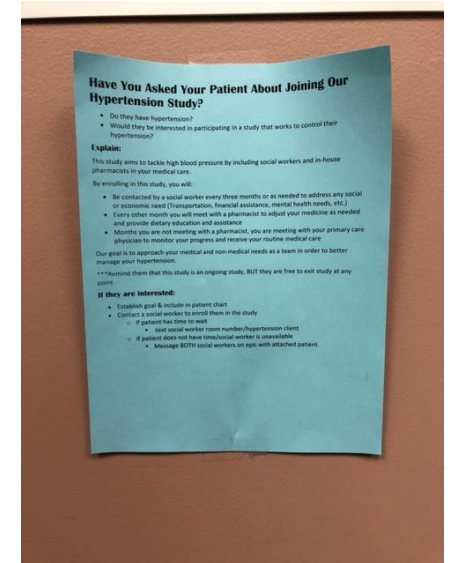 Have You Asked Your Patient About Joining Our
Hypertension Study?
• Do they have hypertension?
• Would they be interested in participating in a study that works to control their
hypertension?
Explain:
This study aims to tackle high blood pressure by including social workers and in-house
pharmacists in your medical care.
By enrolling in this study, you will:
• Be contacted by a social worker every three months or as needed to address any social
or economic need (Transportation, financial assistance, mental health needs, etc.)
• Every other month you will meet with a pharmacist to adjust your medicine as needed
and provide dietary education and assistance
• Months you are not meeting with a pharmacist, you are meeting with your primary care
physician to monitor your progress and receive your routine medical care
Our goal is to approach your medical and non-medical needs as a team in order to better
manage your hypertension.
***Remind them that this study is an ongoing study, BUT they are free to exit study at any
point
If they are interested:
• Establish goal & include in patient chart
• Contact a social worker to enroll them in the study
o If patient has time to wait
▪ text social worker room number/hypertension client
o if patient does not have time/social worker is unavailable
▪ Message BOTH social workers on epic with attached patient